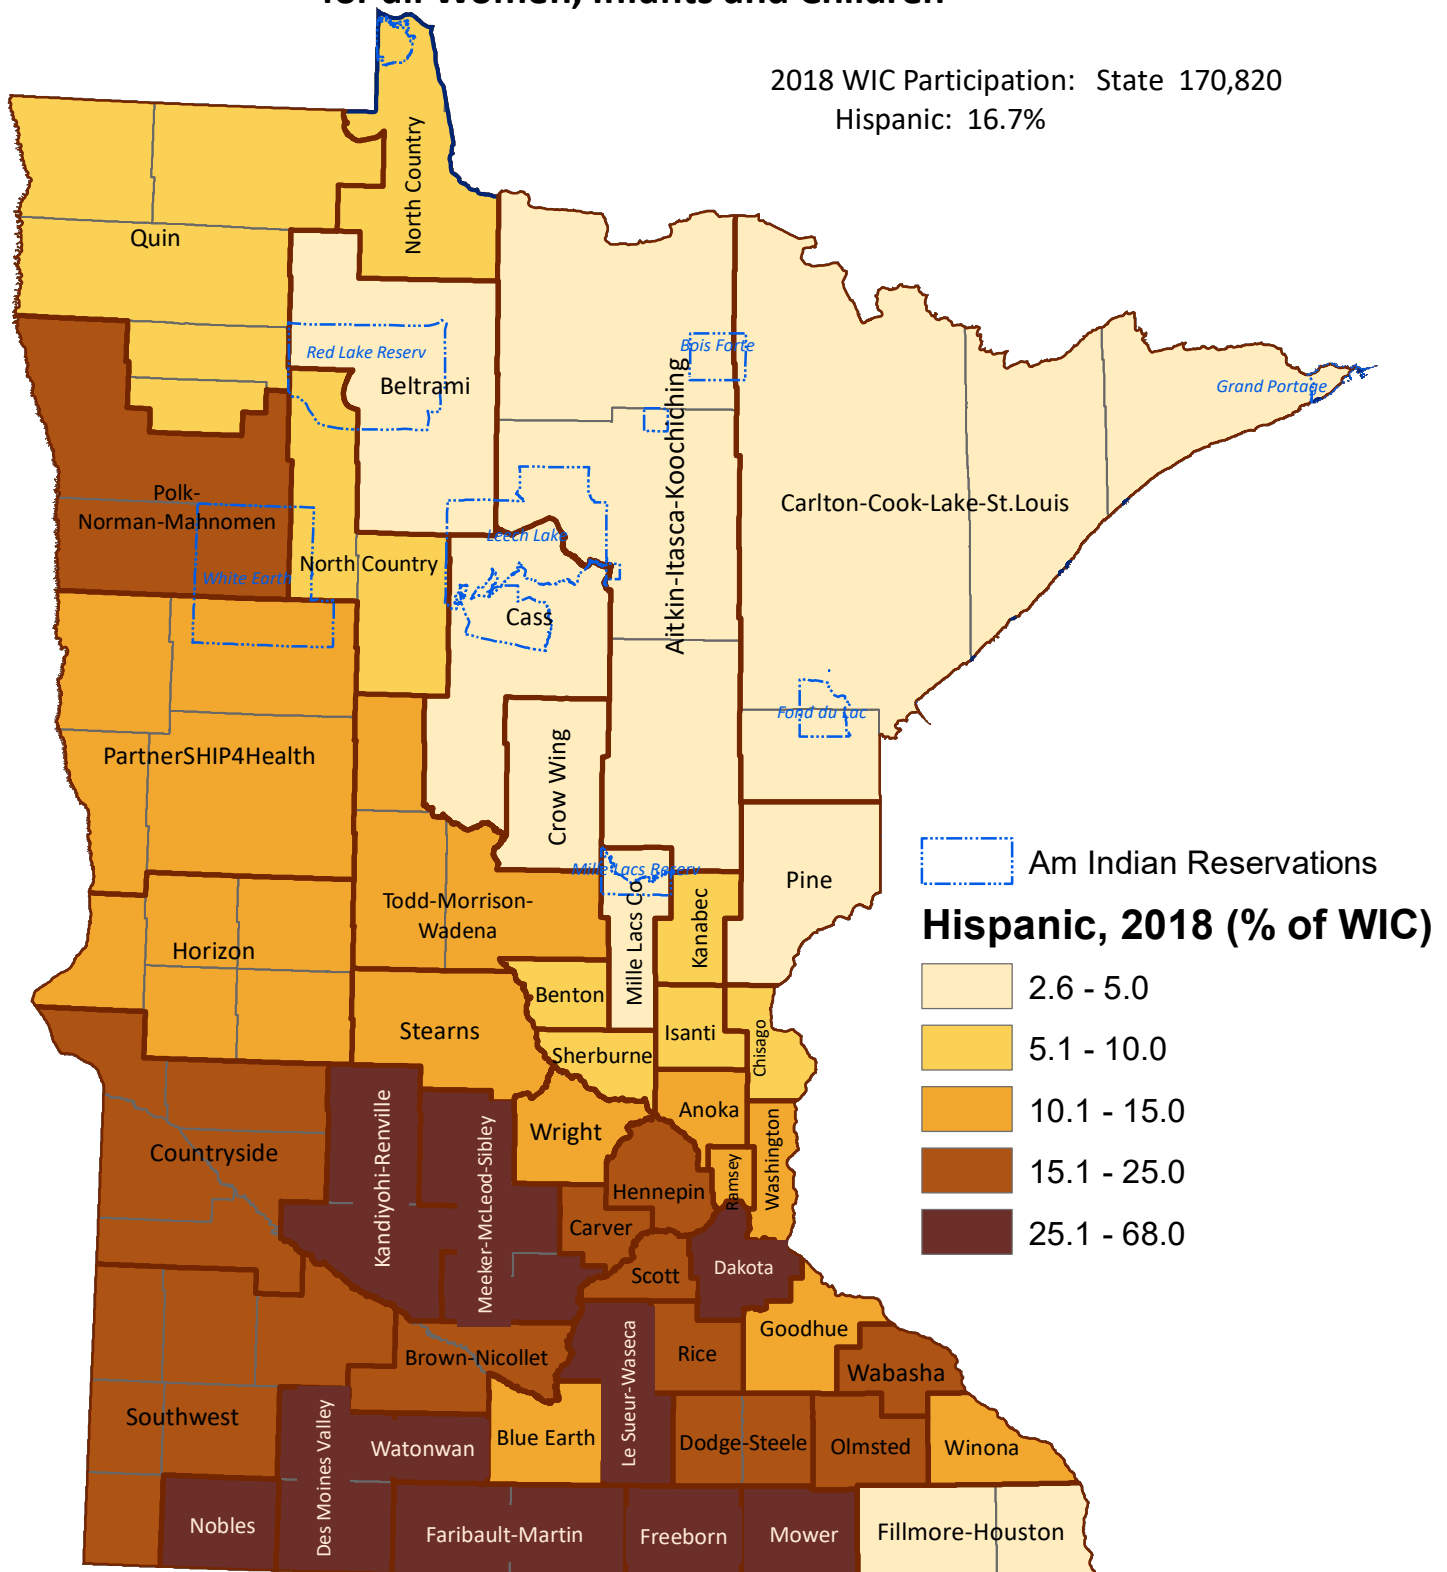 for all Women, Infants and Children
2018 WIC Participation: State 170,820
Hispanic: 16.7%
North Country
Quin
Red Lake Reserv
Beltrami
Bois Forte
Grand Portage
Aitkin-Itasca-Koochiching
Carlton-Cook-Lake-St.Louis
Polk-
Norman-Mahnomen
White Earth
North Country
Leech Lake
Cass
Fond du Lac
PartnerSHIP4Health
Crow Wing
Mille Lacs Reserv
Pine
Todd-Morrison-
Wadena
Mille Lacs Co
Kanabec
Horizon
Benton
Stearns
Isanti
Chisago
Sherburne
Anoka
Wright
Washington
Ramsey
Hennepin
Countryside
Kandiyohi-Renville
Meeker-McLeod-Sibley
Carver
Scott
Dakota
Goodhue
Brown-Nicollet
Le Sueur-Waseca
Rice
Wabasha
Southwest
Des Moines Valley
Watonwan
Blue Earth
Dodge-Steele
Olmsted
Winona
Nobles
Faribault-Martin
Freeborn
Mower
Fillmore-Houston
Am Indian Reservations
Hispanic, 2018 (% of WIC)
2.6 - 5.0
5.1 - 10.0
10.1 - 15.0
15.1 - 25.0
25.1 - 68.0